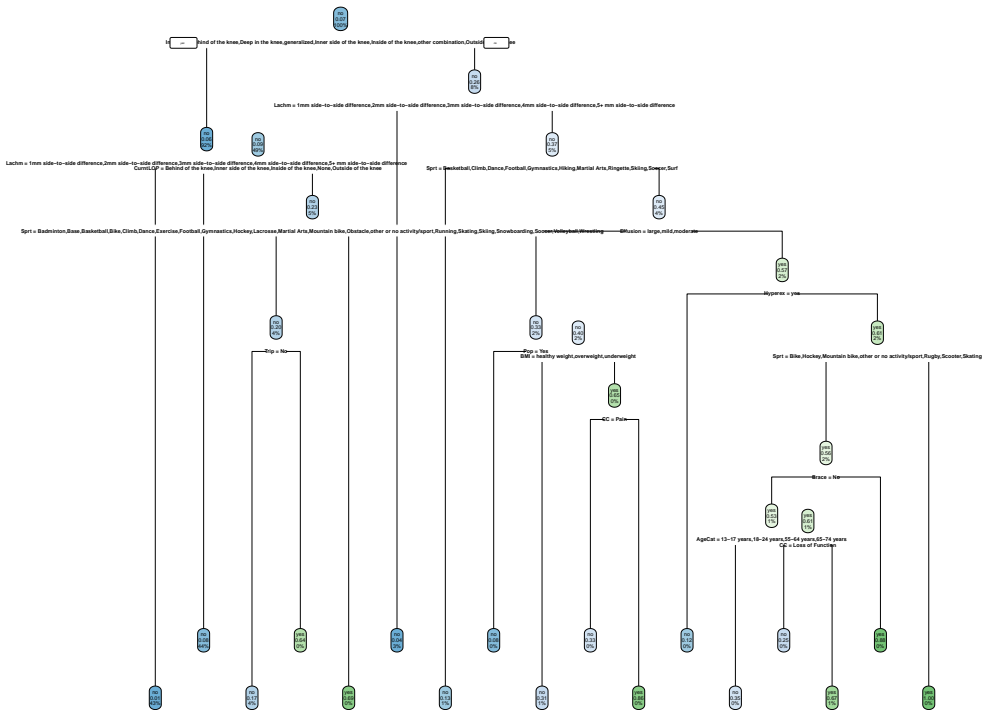 no
0.07
100%
hind of the knee,Deep in the knee,generalized,Inner side of the knee,Inside of the knee,other combination,Outsid
no
0.26
8%
Lachm = 1mm side-to-side difference,2mm side-to-side difference,3mm side-to-side difference,4mm side-to-side difference,5+ mm side-to-side difference
no
0.06
92%
no
0.09
49%
no
0.37
5%
Lachm = 1mm side-to-side difference,2mm side-to-side difference,3mm side-to-side difference,4mm side-to-side difference,5+ mm side-to-side difference
CurntLOP = Behind of the knee,Inner side of the knee,Inside of the knee,None,Outside of the knee
Sprt = Basketball,Climb,Dance,Football,Gymnastics,Hiking,Martial Arts,Ringette,Skiing,Soccer,Surf
no
0.23
5%
no
0.45
4%
Sprt = Badminton,Base,Basketball,Bike,Climb,Dance,Exercise,Football,Gymnastics,Hockey,Lacrosse,Martial Arts,Mountain bike,Obstacle,other or no activity/sport,Running,Skating,Skiing,Snowboarding,Soccer,Volleyball,Wrestling
Effusion = large,mild,moderate
yes
0.57
2%
Hyperex = yes
no
0.20
4%
no
0.33
2%
no
0.40
2%
yes
0.61
2%
Trip = No
Pop = Yes
BMI = healthy weight,overweight,underweight
Sprt = Bike,Hockey,Mountain bike,other or no activity/sport,Rugby,Scooter,Skating
yes
0.65
0%
CC = Pain
yes
0.56
2%
Brace = No
yes
0.53
1%
yes
0.61
1%
AgeCat = 13-17 years,18-24 years,55-64 years,65-74 years
CC = Loss of Function
no
0.08
44%
yes
0.64
0%
no
0.04
3%
no
0.06
0%
no
0.33
0%
no
0.12
0%
no
0.25
0%
yes
0.88
0%
no
0.01
43%
no
0.17
4%
yes
0.69
0%
no
0.13
1%
no
0.31
1%
yes
0.86
0%
no
0.35
0%
yes
0.67
1%
yes
1.00
0%